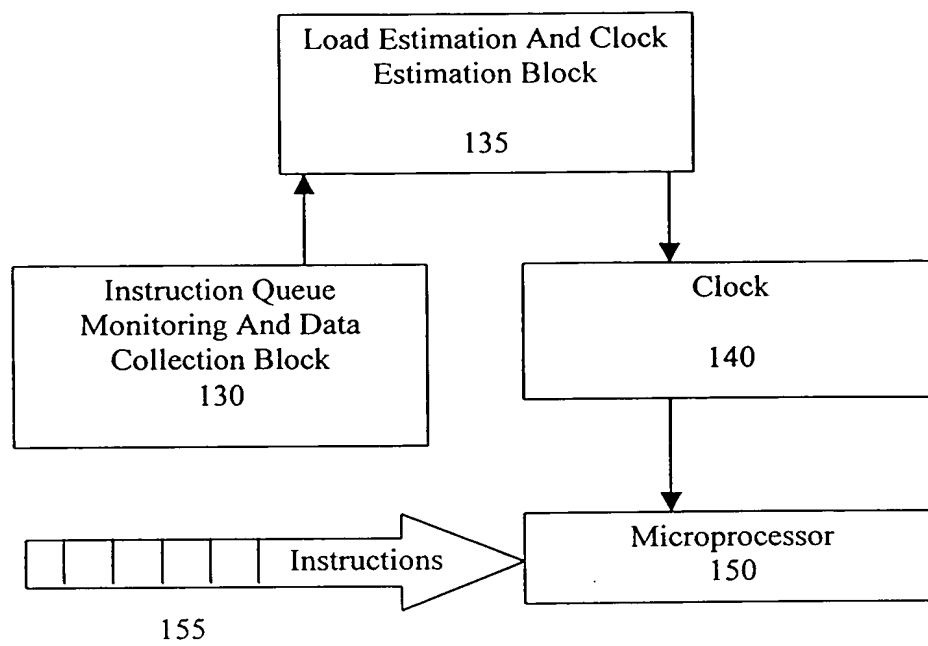 Load Estimation And Clock
Estimation Block
135
Instruction Queue
Monitoring And Data
Collection Block
130
Clock
140
Instructions
155
Microprocessor
150